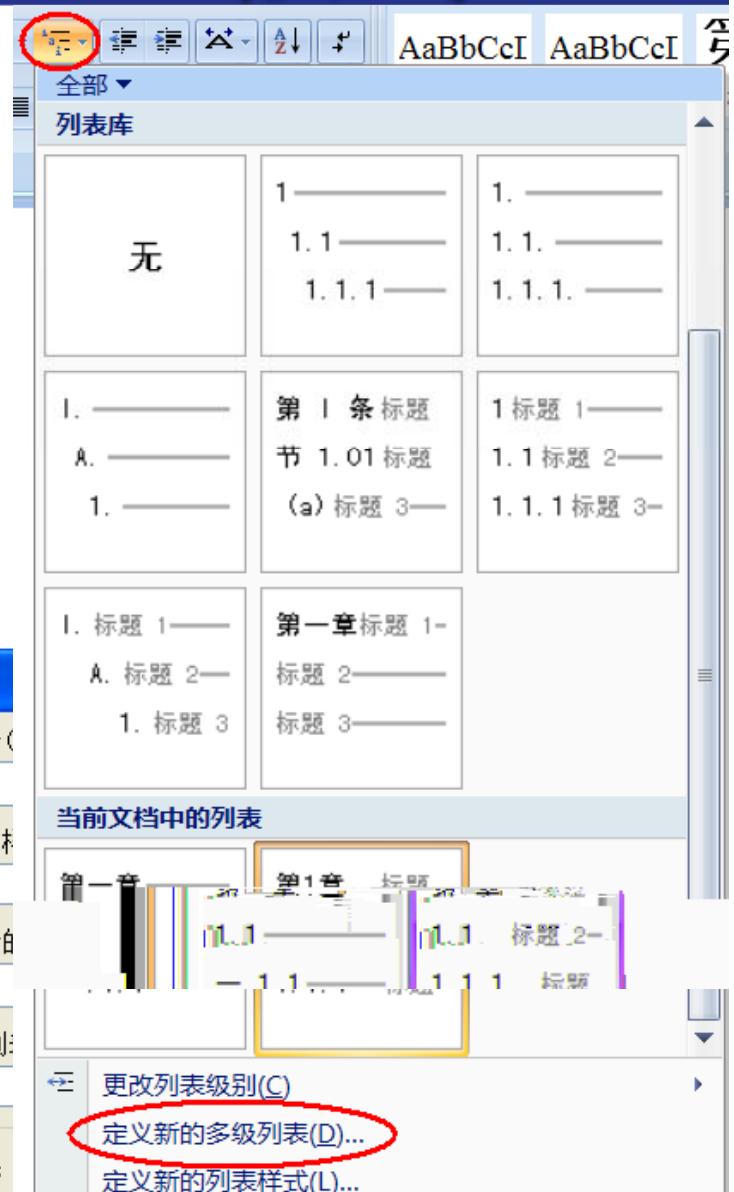 AaBbCcI AaBbCcI
全部
列表库
无
1
1.1
1.1.1
1.
1.1.
1.1.1.
I.
A.
1.
第 I 条标题
节 1.01标题
(a)标题 3
1标题 1
1.1标题 2
1.1.1标题 3
I. 标题 1
A. 标题 2
1. 标题 3
第一章标题 1
标题 2
标题 3
当前文档中的列表
第一章
1.1
第1章 标题
1.1 标题 2
1.1.1 标题
更改列表级别(C)
定义新的多级列表(D)...
定义新的列表样式(L)...